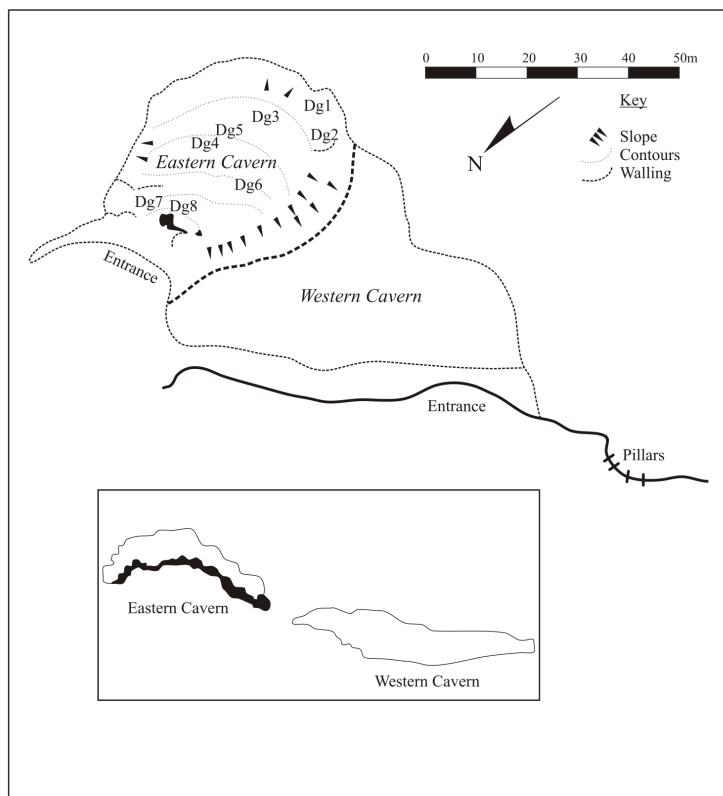 0 10 20 30 40 50m
Key
Slope
Contours
Walling
N
Dg1
Dg3
Dg2
Dg5
Dg4
Eastern Cavern
Dg6
Dg7
Dg8
Entrance
Western Cavern
Entrance
Pillars
Eastern Cavern
Western Cavern